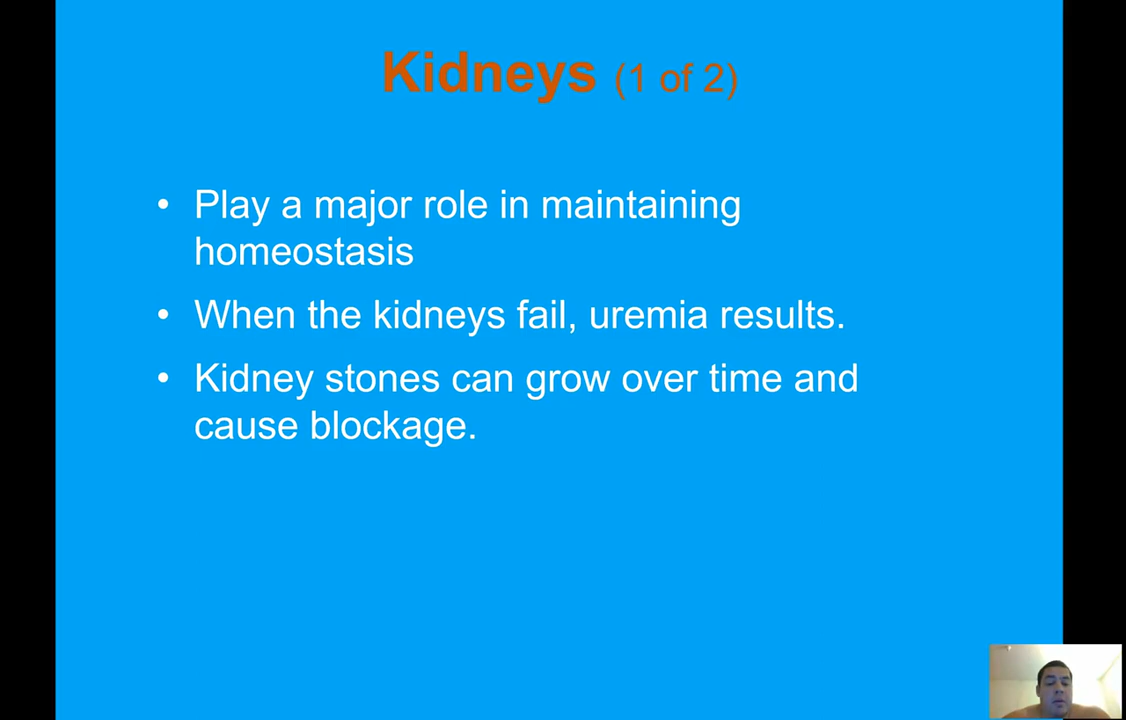 Kidneys (1 of 2)
• Play a major role in maintaining
homeostasis
• When the kidneys fail, uremia results.
• Kidney stones can grow over time and
cause blockage.